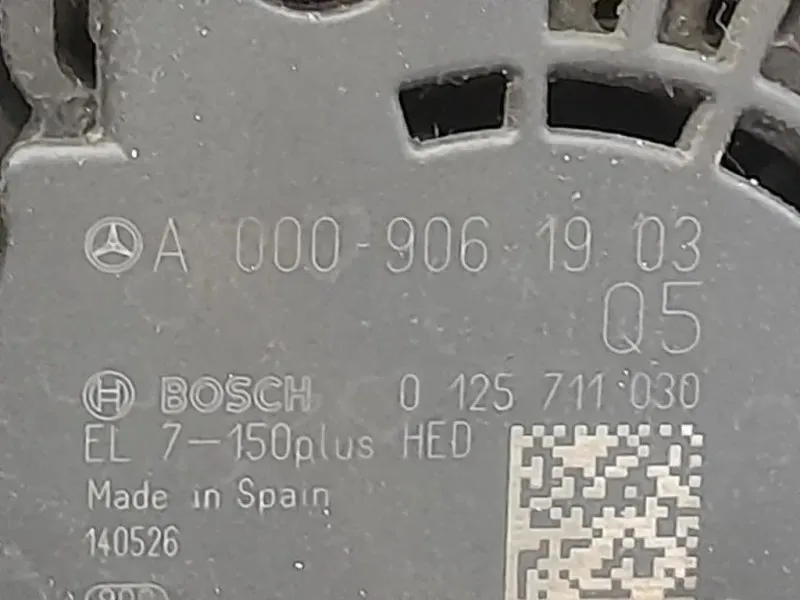 A 000 906 19 03
Q5
BOSCH 0 125 711 030
EL 7-150plus HED
Made in Spain
140526